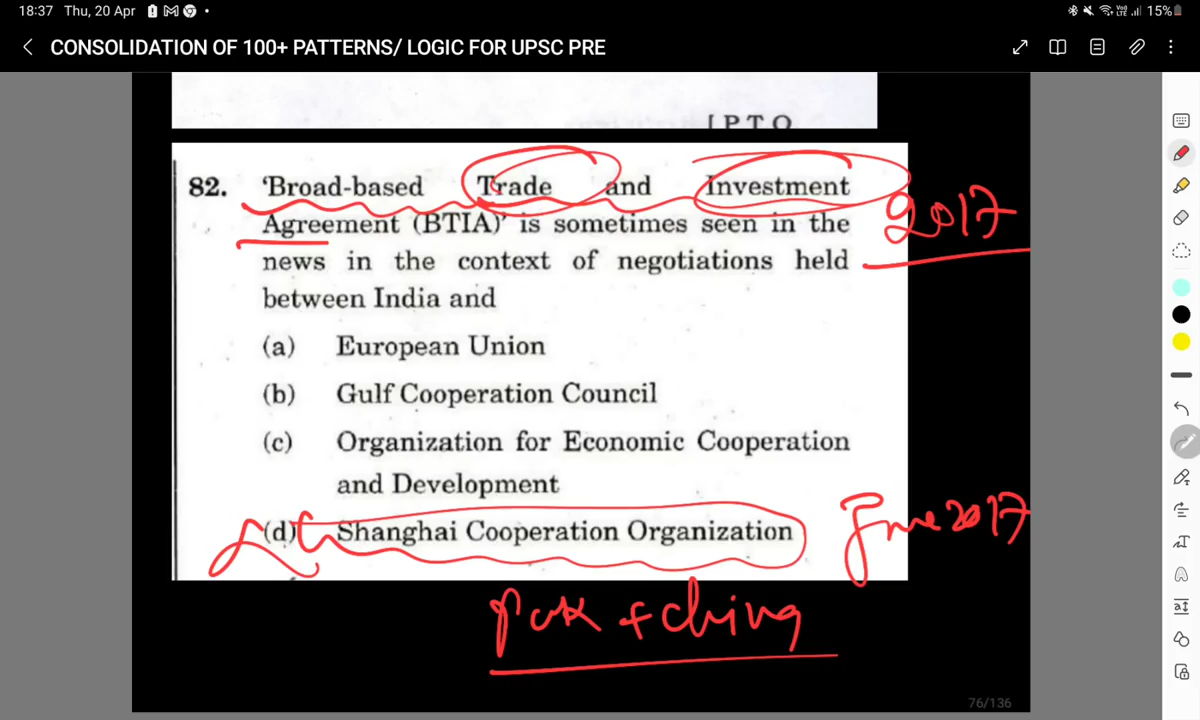 18:37 Thu, 20 Apr 15%
CONSOLIDATION OF 100+ PATTERNS/ LOGIC FOR UPSC PRE
[ P T O
82. 'Broad-based Trade and Investment
Agreement (BTIA)' is sometimes seen in the
news in the context of negotiations held
between India and
2017
(a) European Union
(b) Gulf Cooperation Council
(c) Organization for Economic Cooperation
and Development
(d) Shanghai Cooperation Organization
June 2017
Pak + China
76/136